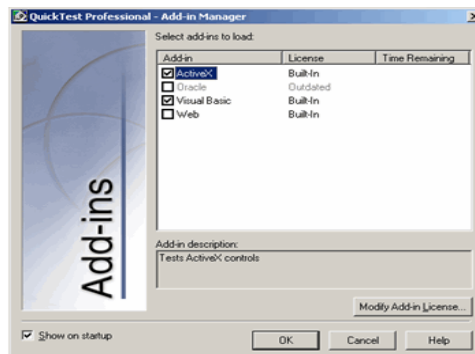 QuickTest Professional - Add-in Manager
Select add-ins to load:
Add-in License Time Remaining
ActiveX Built-In
Oracle Outdated
Visual Basic Built-In
Web Built-In
Add-ins
Add-in description:
Tests ActiveX controls
Modify Add-in License...
Show on startup
OK Cancel Help